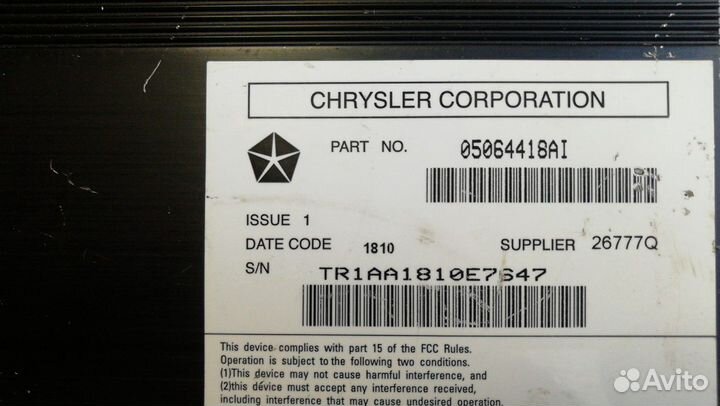 CHRYSLER CORPORATION
PART NO. 05064418AI
ISSUE 1
DATE CODE 1810 SUPPLIER 26777Q
S/N TR1AA1810E7647
This device complies with part 15 of the FCC Rules.
Operation is subject to the following two conditions.
(1)This device may not cause harmful interference, and
(2)this device must accept any interference received,
including interference that may cause undesired operation.
Avito